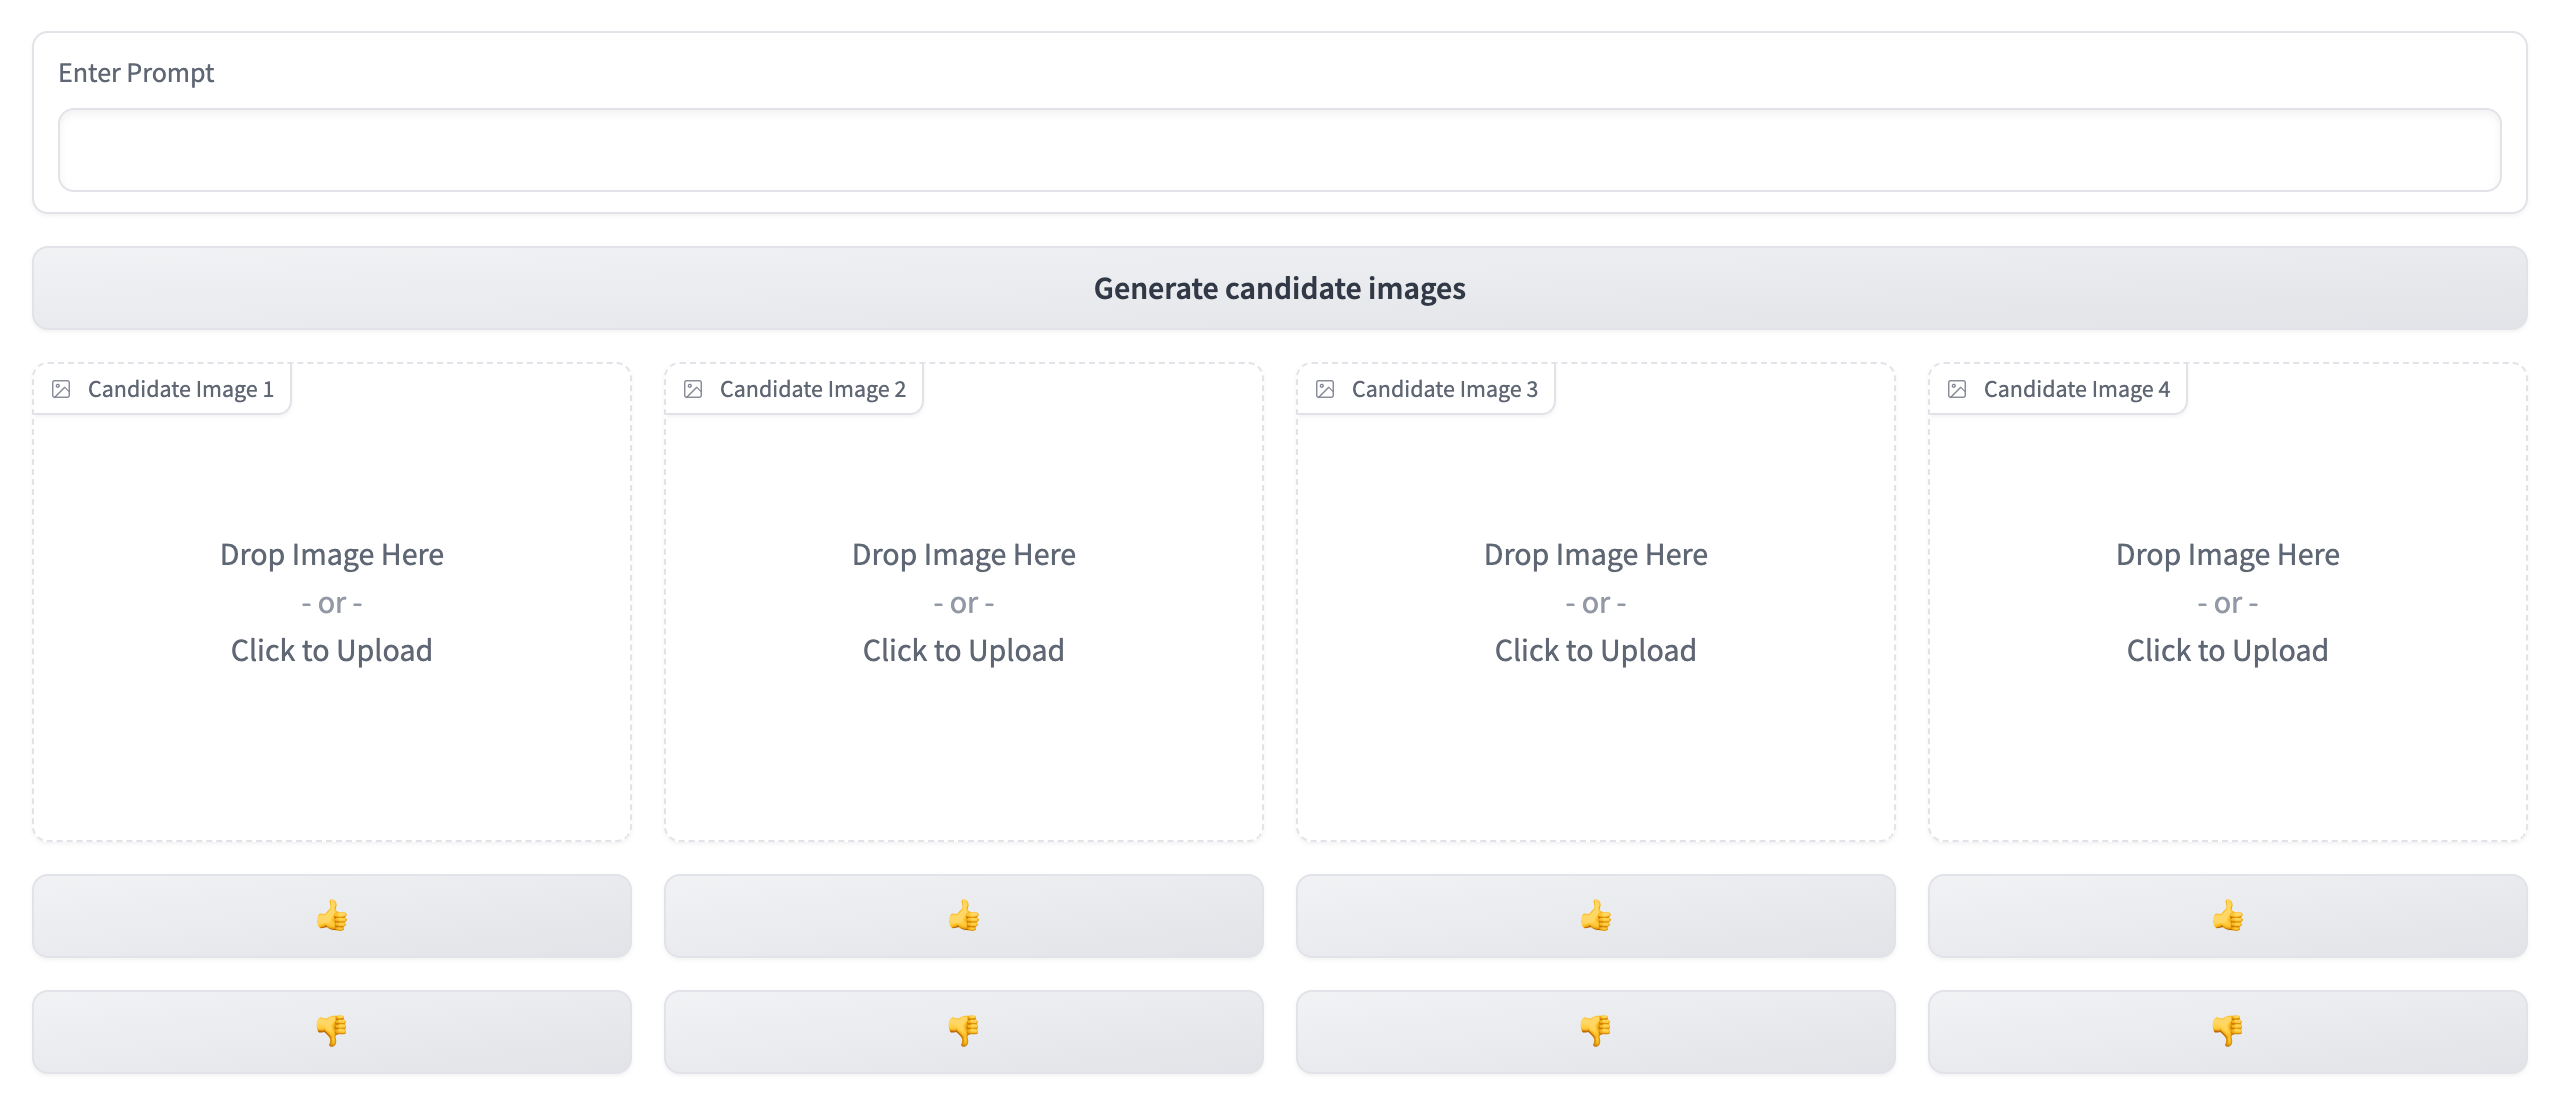 Enter Prompt
Generate candidate images
Candidate Image 1
Drop Image Here
- or -
Click to Upload
Candidate Image 2
Drop Image Here
- or -
Click to Upload
Candidate Image 3
Drop Image Here
- or -
Click to Upload
Candidate Image 4
Drop Image Here
- or -
Click to Upload